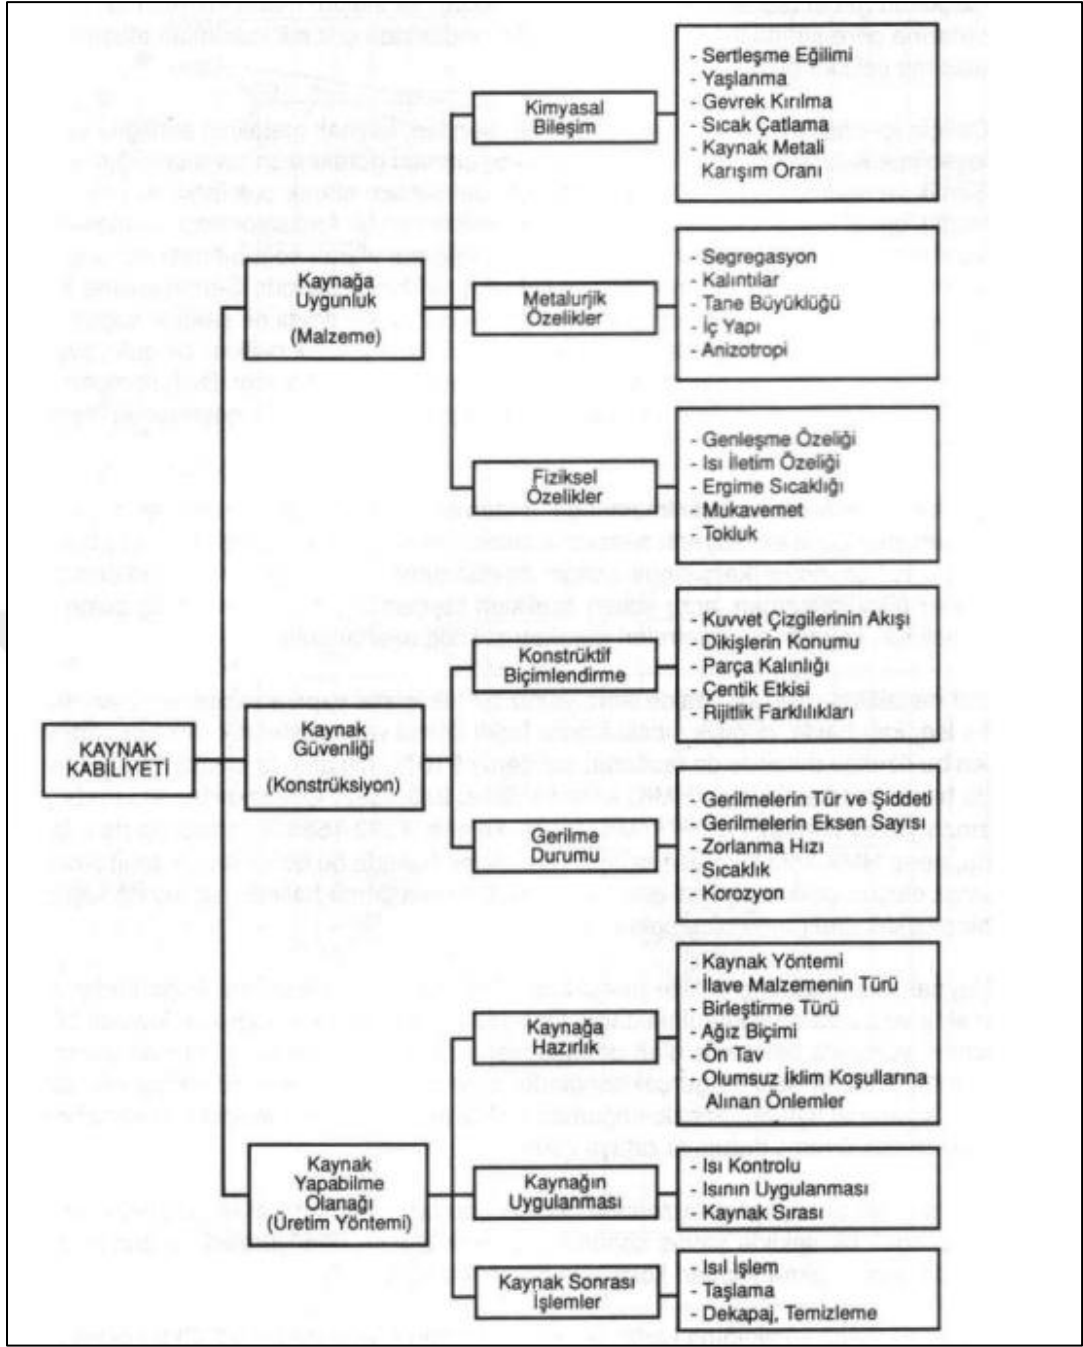 KAYNAK
KABİLİYETİ
Kaynağa
Uygunluk
(Malzeme)
Kimyasal
Bileşim
- Sertleşme Eğilimi
- Yaşlanma
- Gevrek Kırılma
- Sıcak Çatlama
- Kaynak Metali
Karışım Oranı
Metalurjik
Özelikler
- Segregasyon
- Kalıntılar
- Tane Büyüklüğü
- İç Yapı
- Anizotropi
Fiziksel
Özelikler
- Genleşme Özeliği
- Isı İletim Özeliği
- Ergime Sıcaklığı
- Mukavemet
- Tokluk
Kaynak
Güvenliği
(Konstrüksiyon)
Konstrüktif
Biçimlendirme
- Kuvvet Çizgilerinin Akışı
- Dikişlerin Konumu
- Parça Kalınlığı
- Çentik Etkisi
- Rijitlik Farklılıkları
Gerilme
Durumu
- Gerilmelerin Tür ve Şiddeti
- Gerilmelerin Eksen Sayısı
- Zorlanma Hızı
- Sıcaklık
- Korozyon
Kaynak
Yapabilme
Olanağı
(Üretim Yöntemi)
Kaynağa
Hazırlık
- Kaynak Yöntemi
- İlave Malzemenin Türü
- Birleştirme Türü
- Ağız Biçimi
- Ön Tav
- Olumsuz İklim Koşullarına
Alınan Önlemler
Kaynağın
Uygulanması
- Isı Kontrolu
- Isının Uygulanması
- Kaynak Sırası
Kaynak Sonrası
İşlemler
- Isıl İşlem
- Taşlama
- Dekapaj, Temizleme